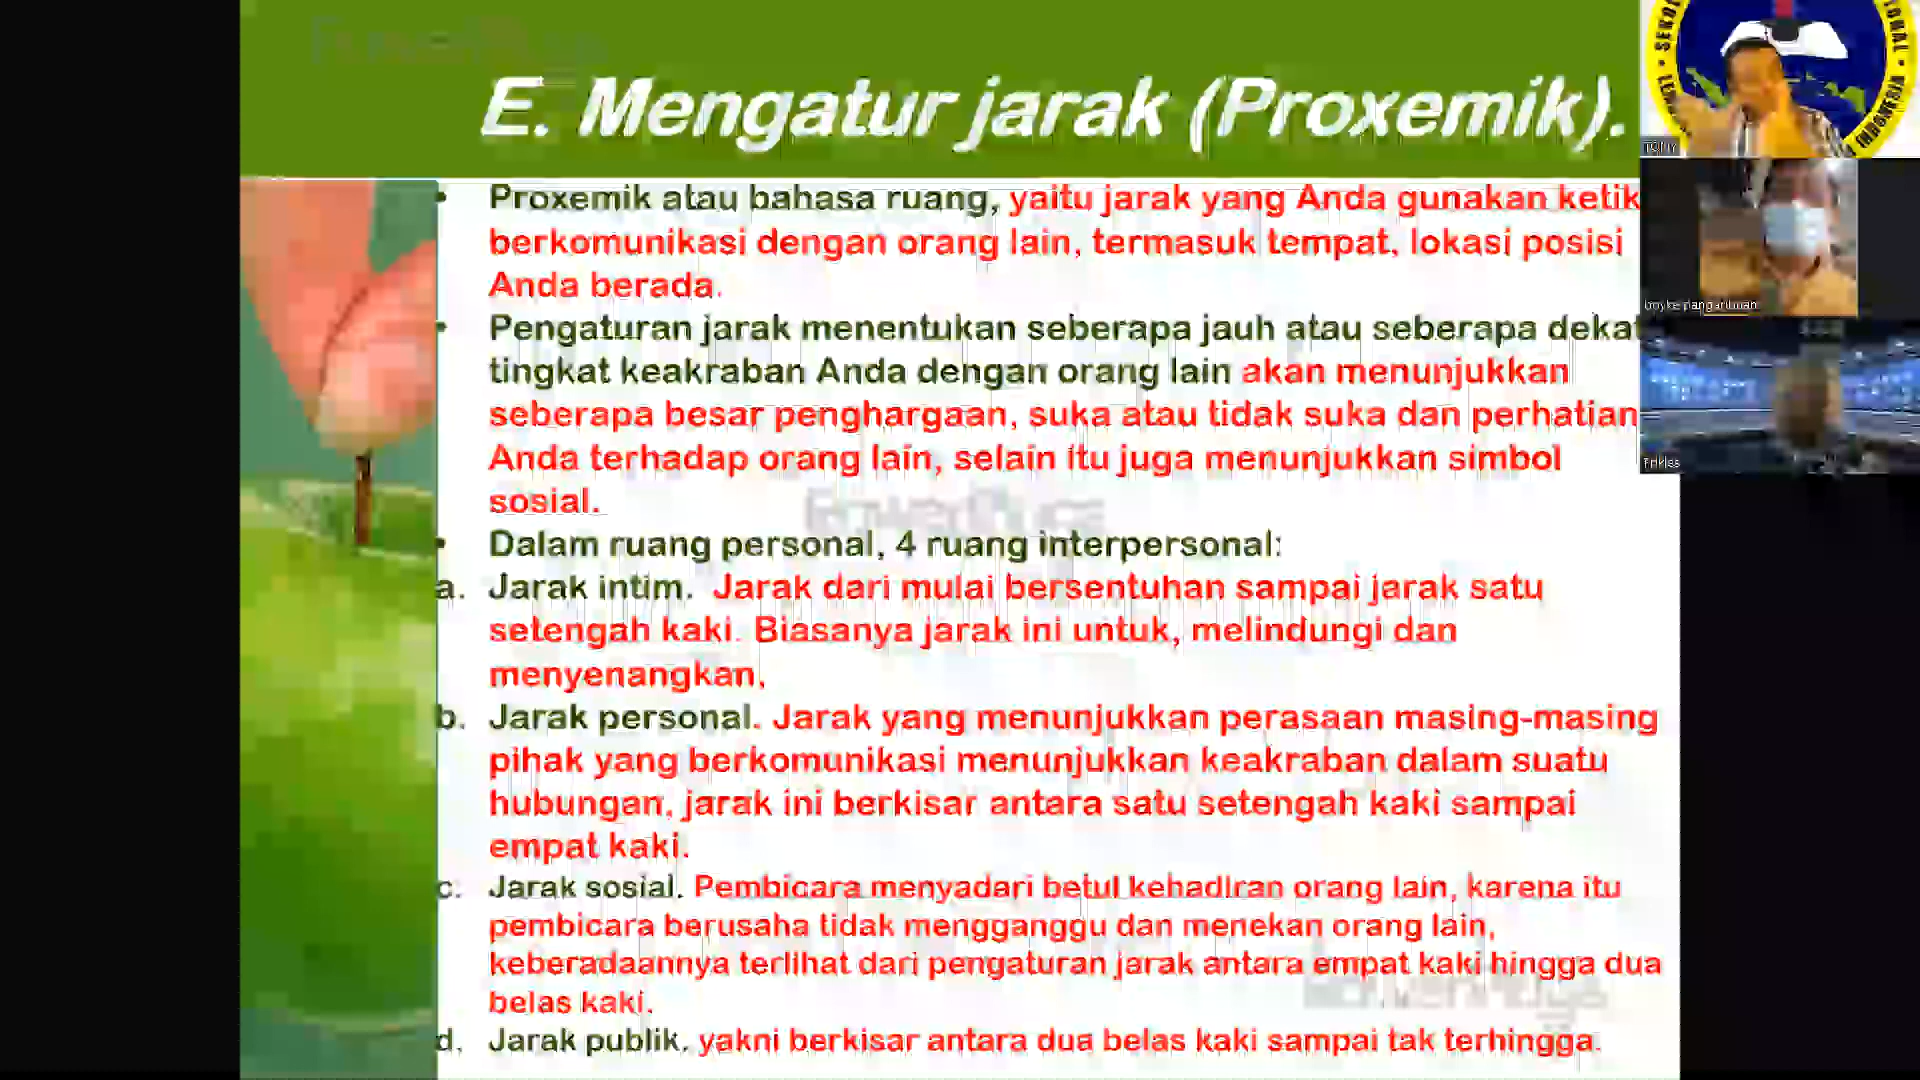 E. Mengatur jarak (Proxemik).
• Proxemik atau bahasa ruang, yaitu jarak yang Anda gunakan ketik
berkomunikasi dengan orang lain, termasuk tempat, lokasi posisi
Anda berada.
• Pengaturan jarak menentukan seberapa jauh atau seberapa dekat
tingkat keakraban Anda dengan orang lain akan menunjukkan
seberapa besar penghargaan, suka atau tidak suka dan perhatian
Anda terhadap orang lain, selain itu juga menunjukkan simbol
sosial.
• Dalam ruang personal, 4 ruang interpersonal:
a. Jarak intim. Jarak dari mulai bersentuhan sampai jarak satu
setengah kaki. Biasanya jarak ini untuk, melindungi dan
menyenangkan,
b. Jarak personal. Jarak yang menunjukkan perasaan masing-masing
pihak yang berkomunikasi menunjukkan keakraban dalam suatu
hubungan, jarak ini berkisar antara satu setengah kaki sampai
empat kaki.
c. Jarak sosial. Pembicara menyadari betul kehadiran orang lain, karena itu
pembicara berusaha tidak mengganggu dan menekan orang lain,
keberadaannya terlihat dari pengaturan jarak antara empat kaki hingga dua
belas kaki.
d. Jarak publik. yakni berkisar antara dua belas kaki sampai tak terhingga.
INDONESIA
TONY